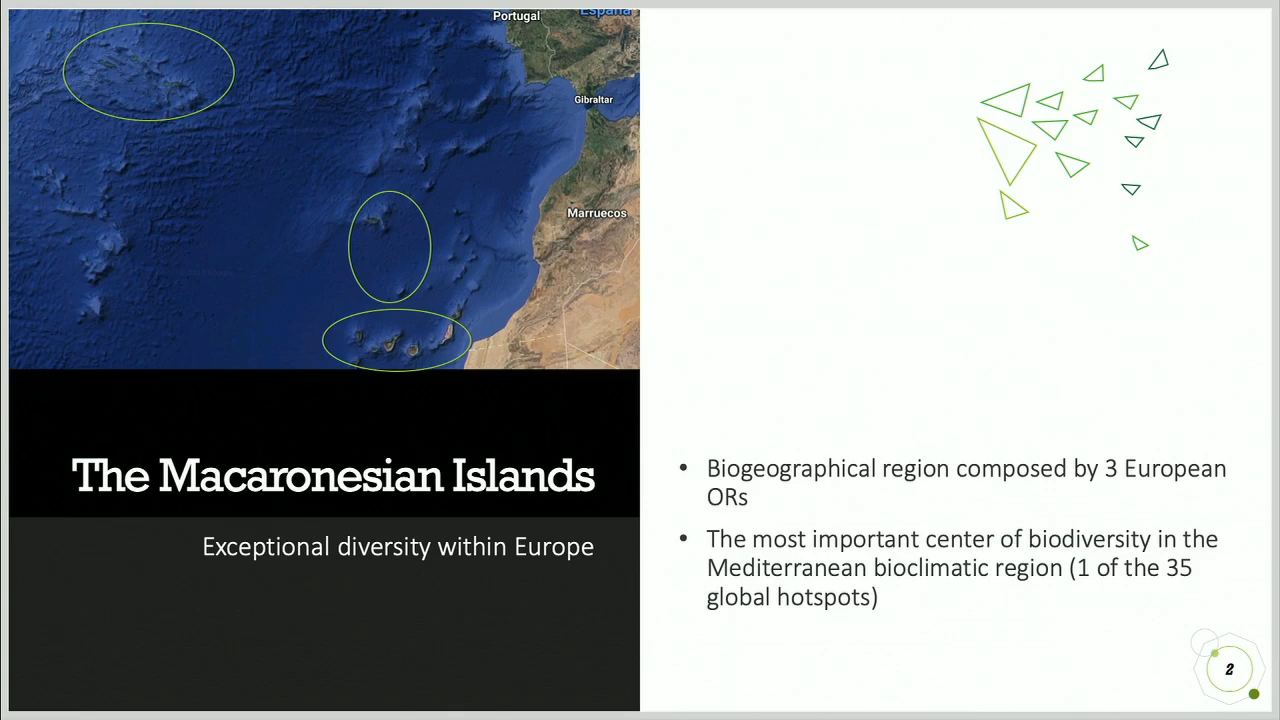 Portugal
España
Gibraltar
Marruecos
The Macaronesian Islands
Exceptional diversity within Europe
• Biogeographical region composed by 3 European
ORs
• The most important center of biodiversity in the
Mediterranean bioclimatic region (1 of the 35
global hotspots)
2